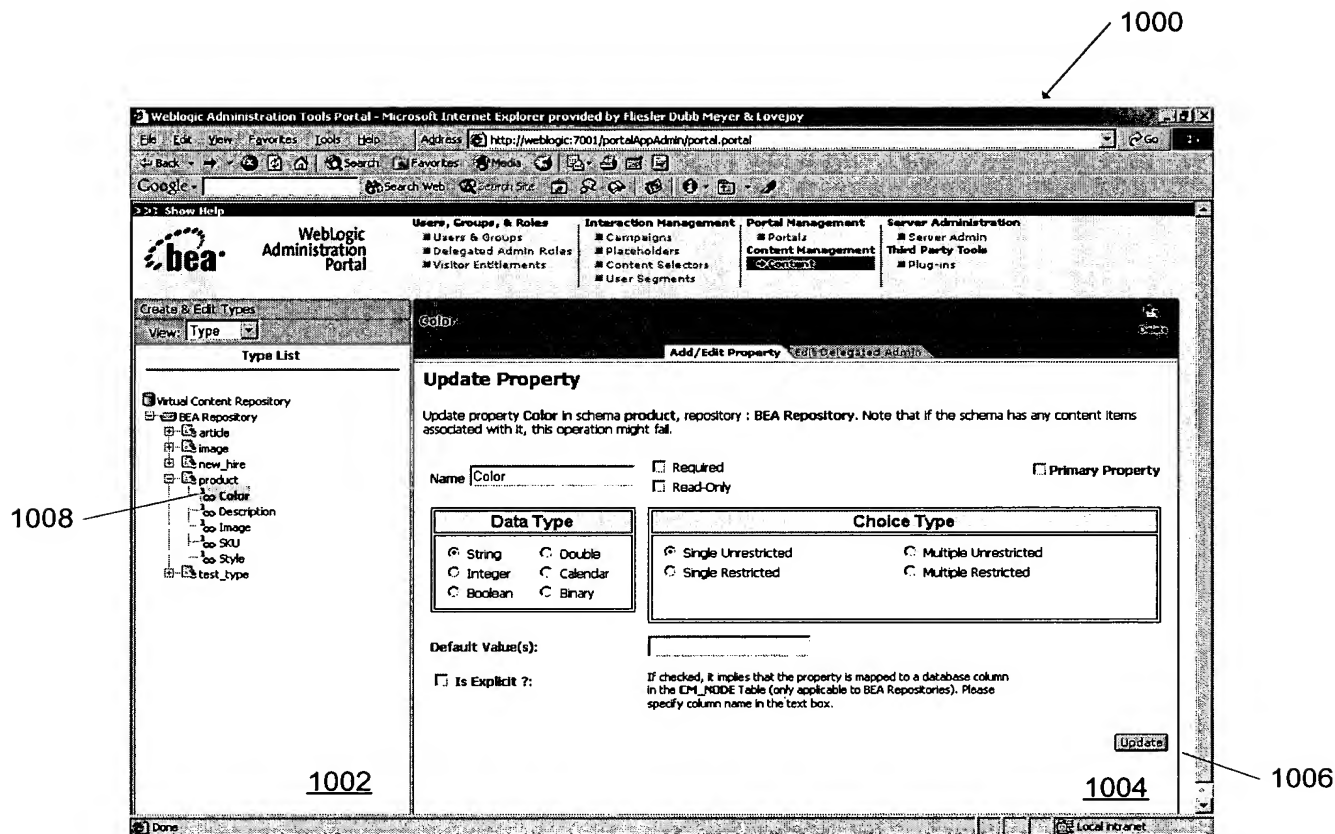 1000
Weblogic Administration Tools Portal - Microsoft Internet Explorer provided by Fliesler Dubb Meyer & Lovejoy
File Edit View Favorites Tools Help Address http://weblogic:7001/portalAppAdmin/portal.portal Go
Back Search Favorites Media
Google - Search Web Search Site
>>: Show Help
bea WebLogic Administration Portal
Users, Groups, & Roles Interaction Management Portal Management Server Administration
Users & Groups Campaigns Portals Server Admin
Delegated Admin Roles Placeholders Content Management Third Party Tools
Visitor Entitlements Content Selectors Content Plug-ins
User Segments
Create & Edit Types
View: Type
Type List
Virtual Content Repository
BEA Repository
article
image
new_hire
product
Color
Description
Image
SKU
Style
test_type
1008
1002
Color
Delete
Add/Edit Property Edit Delegated Admin
Update Property
Update property Color in schema product, repository : BEA Repository. Note that if the schema has any content items
associated with it, this operation might fail.
Name Color Required Primary Property
Read-Only
Data Type Choice Type
String Double Single Unrestricted Multiple Unrestricted
Integer Calendar Single Restricted Multiple Restricted
Boolean Binary
Default Value(s):
Is Explicit ?: If checked, it implies that the property is mapped to a database column
in the CM_NODE Table (only applicable to BEA Repositories). Please
specify column name in the text box.
Update
1004
1006
Done Local intranet